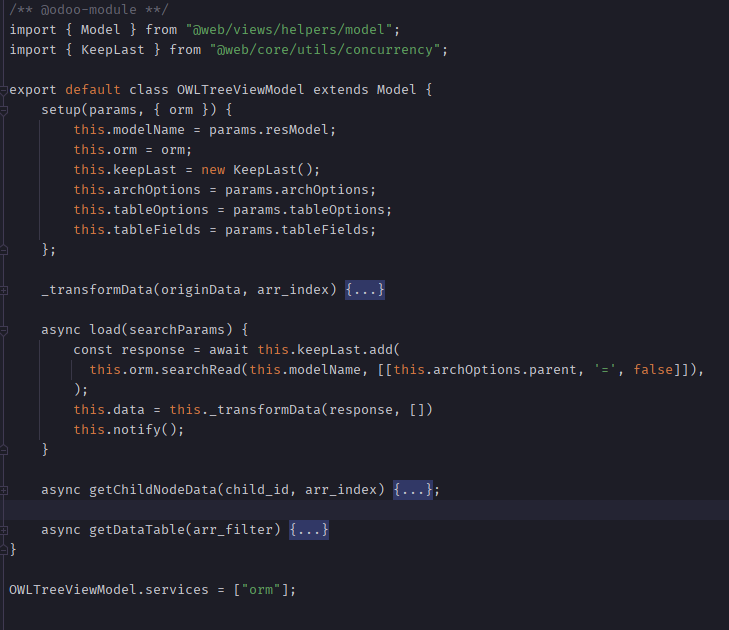 /** @odoo-module **/
import { Model } from "@web/views/helpers/model";
import { KeepLast } from "@web/core/utils/concurrency";

export default class OWLTreeViewModel extends Model {
    setup(params, { orm }) {
        this.modelName = params.resModel;
        this.orm = orm;
        this.keepLast = new KeepLast();
        this.archOptions = params.archOptions;
        this.tableOptions = params.tableOptions;
        this.tableFields = params.tableFields;
    };

    _transformData(originData, arr_index) {...}

    async load(searchParams) {
        const response = await this.keepLast.add(
          this.orm.searchRead(this.modelName, [[this.archOptions.parent, '=', false]]),
        );
        this.data = this._transformData(response, [])
        this.notify();
    }

    async getChildNodeData(child_id, arr_index) {...};

    async getDataTable(arr_filter) {...}
}

OWLTreeViewModel.services = ["orm"];